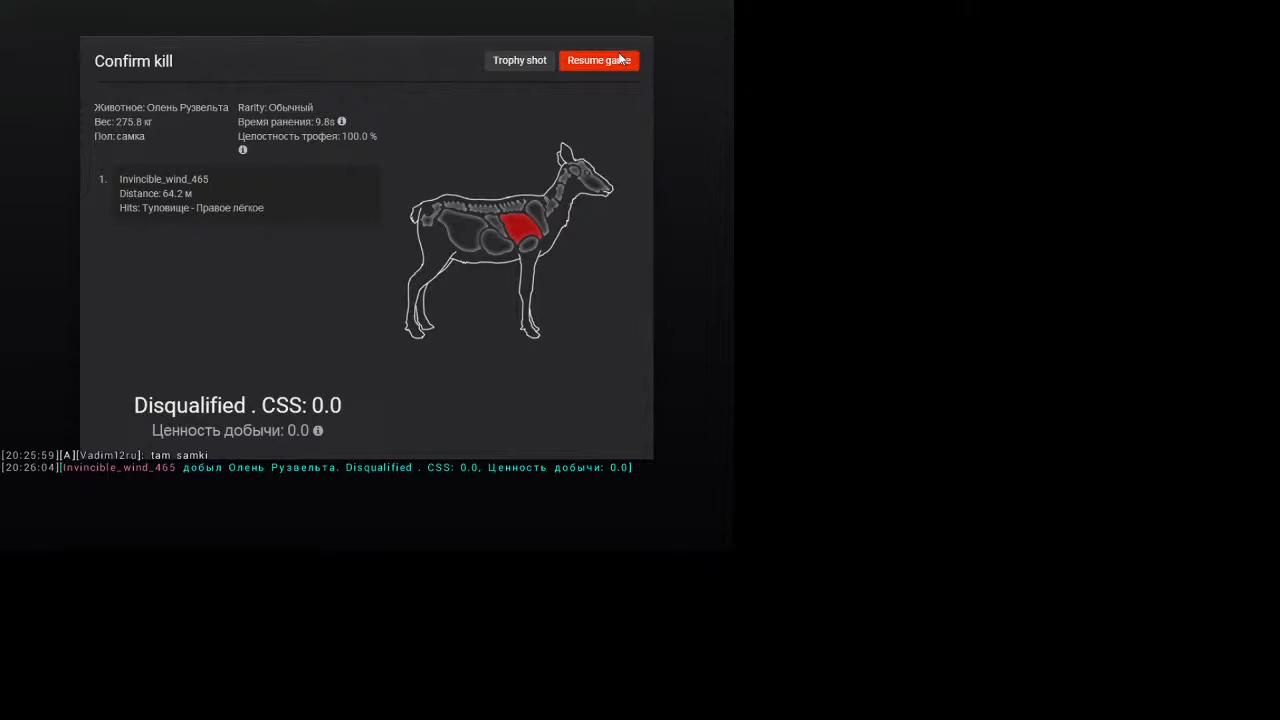 Confirm kill
Trophy shot
Resume game
Животное: Олень Рузвельта
Вес: 275.8 кг
Пол: самка
Rarity: Обычный
Время ранения: 9.8s
Целостность трофея: 100.0 %
1. Invincible_wind_465
Distance: 64.2 м
Hits: Туловище - Правое лёгкое
Disqualified . CSS: 0.0
Ценность добычи: 0.0
[20:25:59][A][Vadim12ru]: tam samki
[20:26:04][Invincible_wind_465 добыл Олень Рузвельта. Disqualified . CSS: 0.0, Ценность добычи: 0.0]